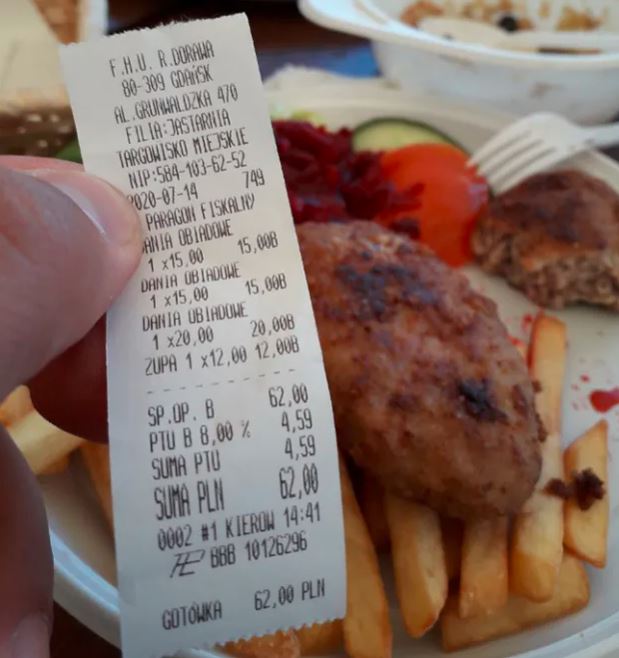 F.H.U. R.DORAWA
80-309 GDAŃSK
AL.GRUNWALDZKA 470
FILIA:JASTARNIA
TARGOWISKO MIEJSKIE
NIP:584-103-62-52
2020-07-14 749
PARAGON FISKALNY
DANIA OBIADOWE
1 x15,00 15,00B
DANIA OBIADOWE
1 x15,00 15,00B
DANIA OBIADOWE
1 x20,00 20,00B
ZUPA 1 x12,00 12,00B
SP.OP. B 62,00
PTU B 8,00 % 4,59
SUMA PTU 4,59
SUMA PLN 62,00
0002 #1 KIEROW 14:41
BBB 10126296
GOTÓWKA 62,00 PLN